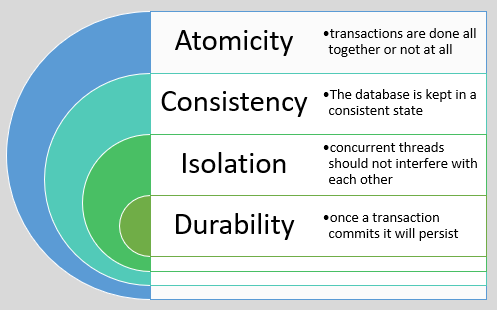 Atomicity
•transactions are done all
together or not at all
Consistency
•The database is kept in a
consistent state
Isolation
•concurrent threads
should not interfere with
each other
Durability
•once a transaction
commits it will persist